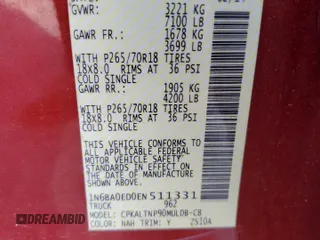 GVWR: 3221 KG
7100 LB
GAWR FR.: 1678 KG
3699 LB
WITH P265/70R18 TIRES
18x8.0 RIMS AT 36 PSI
COLD SINGLE
GAWR RR.: 1905 KG
4200 LB
WITH P265/70R18 TIRES
18x8.0 RIMS AT 36 PSI
COLD SINGLE
THIS VEHICLE CONFORMS
TO ALL APPLICABLE
FEDERAL MOTOR VEHICLE
SAFETY STANDARDS
IN EFFECT ON THE
DATE OF MANUFACTURE
SHOWN ABOVE.
1N6BA0ED0EN511331
TRUCK 962
MODEL: CPKALTNP90MULDB-CB
COLOR: NAH TRIM: Y
AUTOBIDMASTER